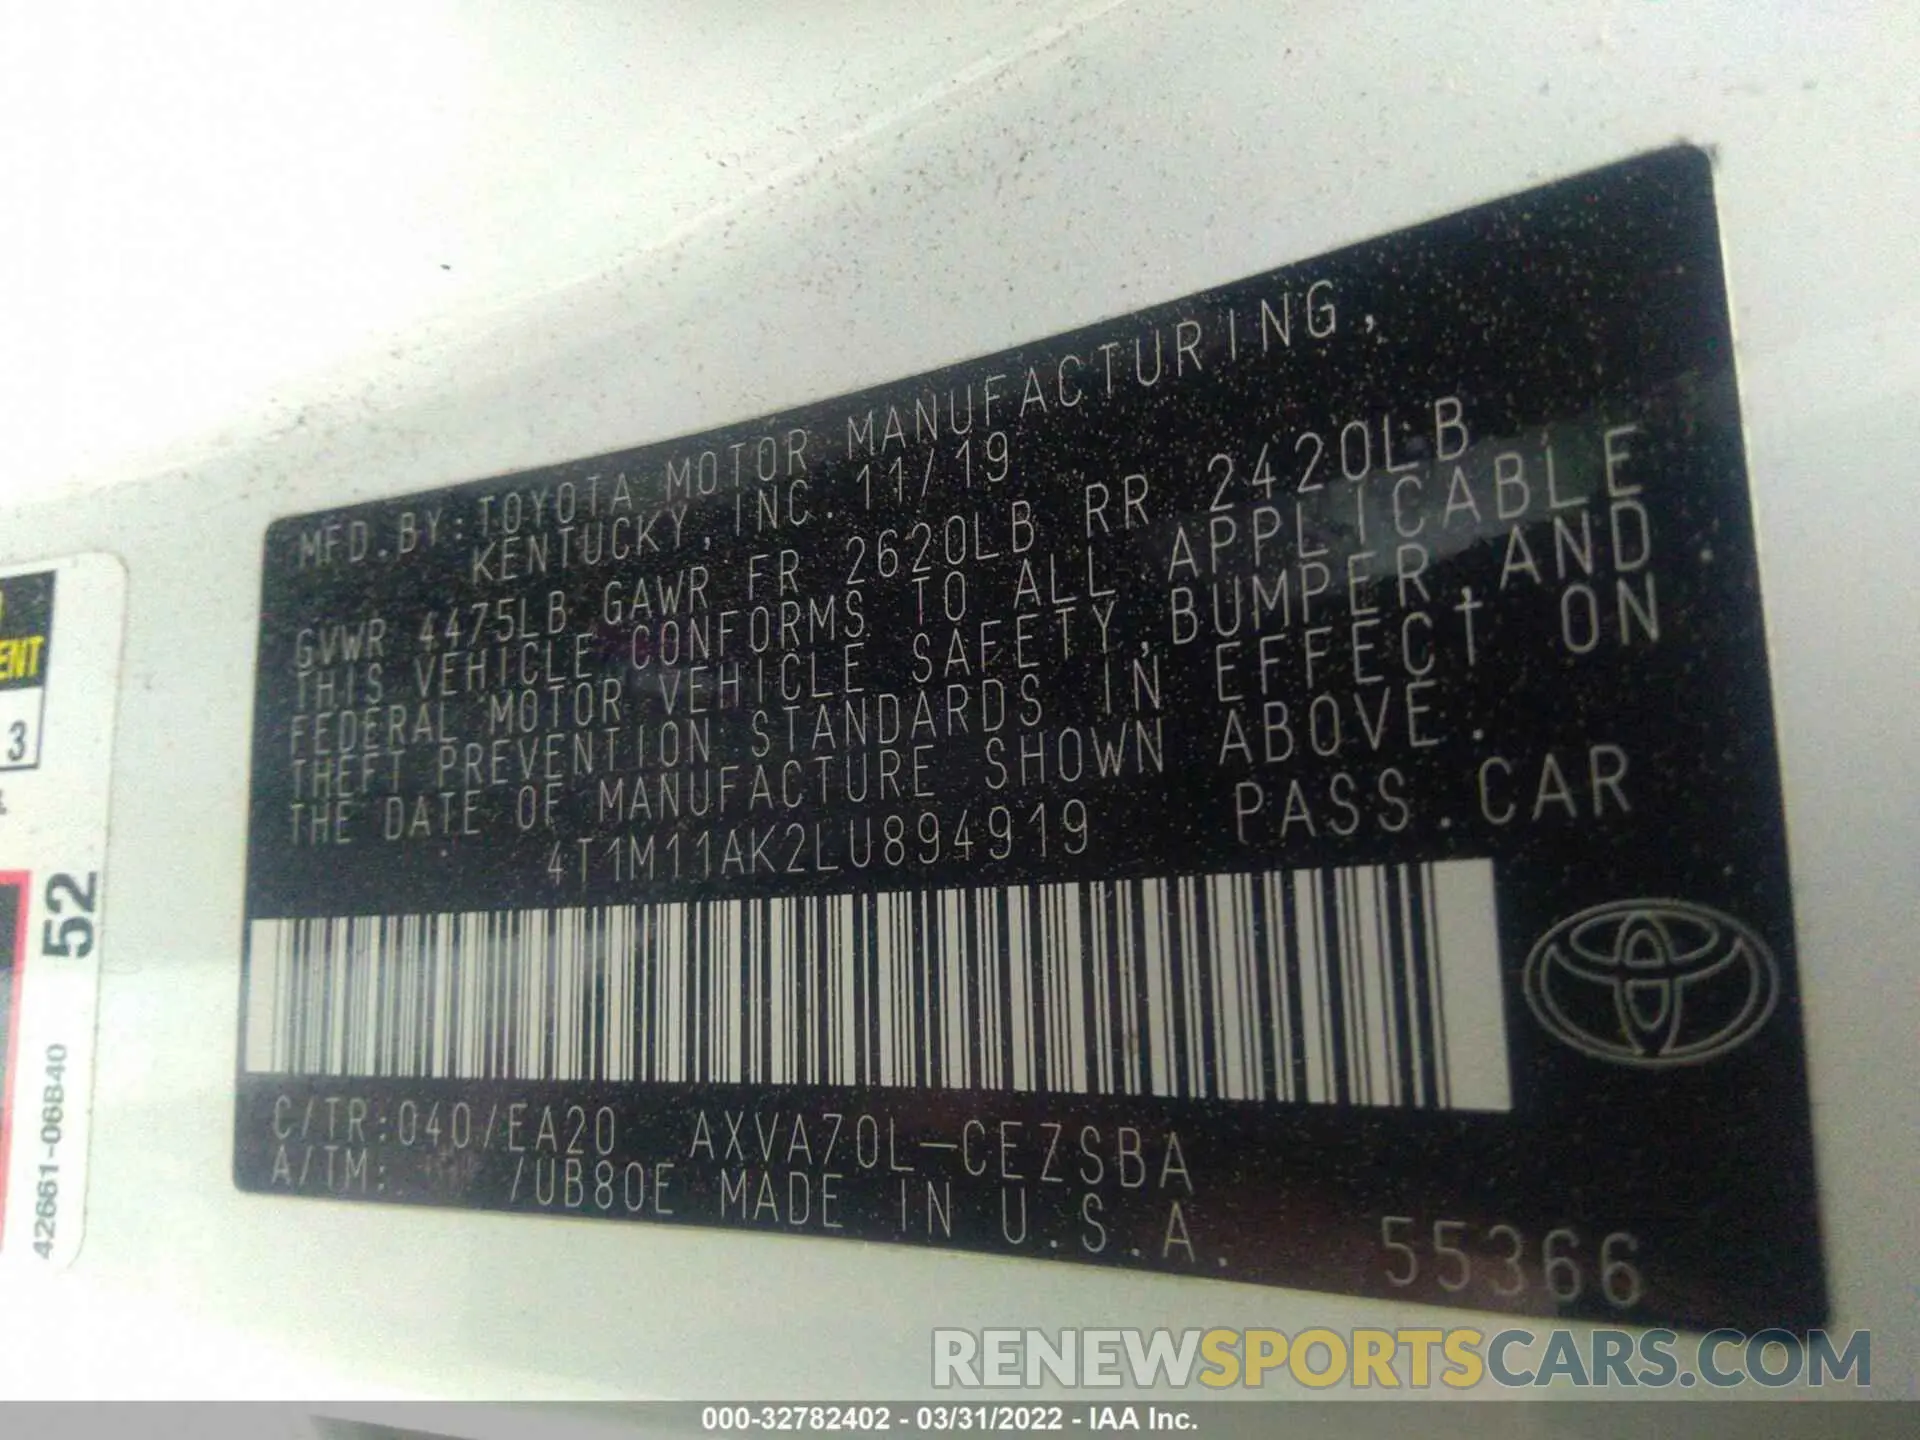 MFD.BY:TOYOTA MOTOR MANUFACTURING,
KENTUCKY, INC. 11/19
GVWR 4475LB GAWR FR 2620LB RR 2420LB
THIS VEHICLE CONFORMS TO ALL APPLICABLE
FEDERAL MOTOR VEHICLE SAFETY,BUMPER,AND
THEFT PREVENTION STANDARDS IN EFFECT ON
THE DATE OF MANUFACTURE SHOWN ABOVE.
4T1M11AK2LU894919 PASS.CAR
C/TR:040/EA20 AXVA70L-CEZSBA
A/TM: /UB80E MADE IN U.S.A.
55366
ENT
3
52
42661-06B40
RENEWSPORTSCARS.COM
000-32782402 - 03/31/2022 - IAA Inc.